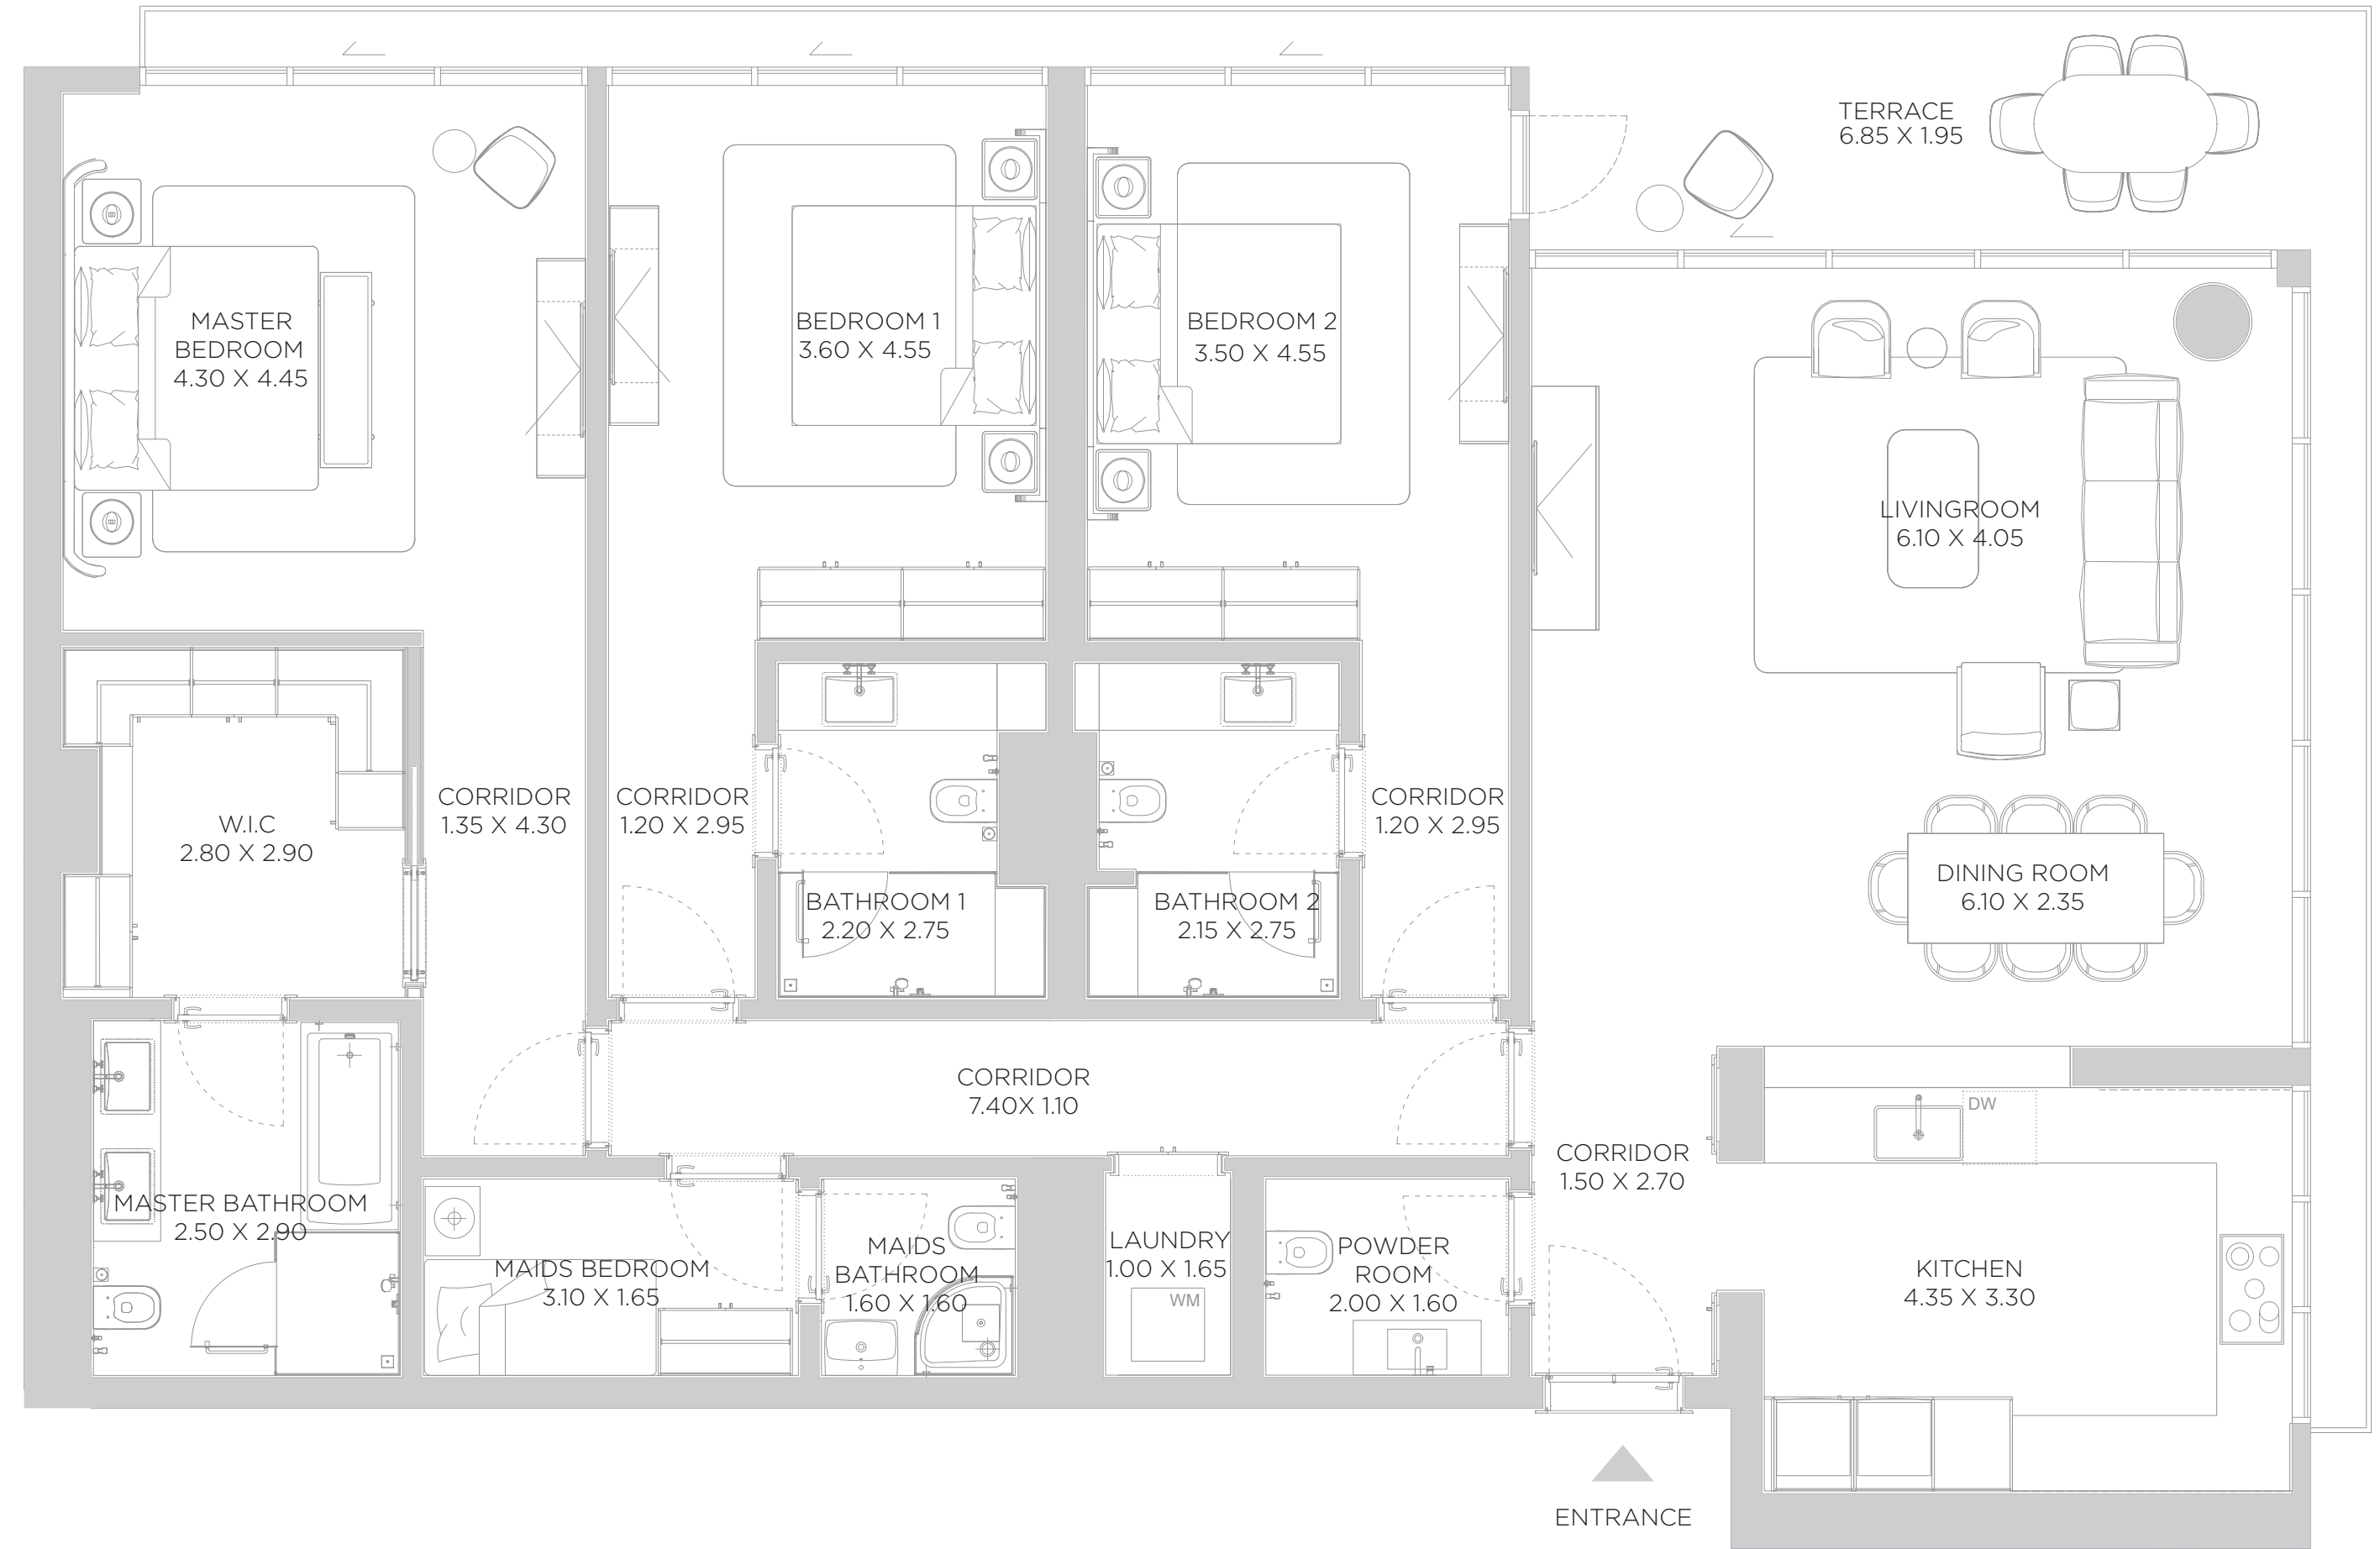 TERRACE
6.85 X 1.95
MASTER
BEDROOM
4.30 X 4.45
BEDROOM 1
3.60 X 4.55
BEDROOM 2
3.50 X 4.55
LIVINGROOM
6.10 X 4.05
W.I.C
2.80 X 2.90
CORRIDOR
1.35 X 4.30
CORRIDOR
1.20 X 2.95
BATHROOM 1
2.20 X 2.75
BATHROOM 2
2.15 X 2.75
CORRIDOR
1.20 X 2.95
DINING ROOM
6.10 X 2.35
CORRIDOR
7.40X 1.10
DW
CORRIDOR
1.50 X 2.70
MASTER BATHROOM
2.50 X 2.90
MAIDS BEDROOM
3.10 X 1.65
MAIDS
BATHROOM
1.60 X 1.60
LAUNDRY
1.00 X 1.65
WM
POWDER
ROOM
2.00 X 1.60
KITCHEN
4.35 X 3.30
ENTRANCE